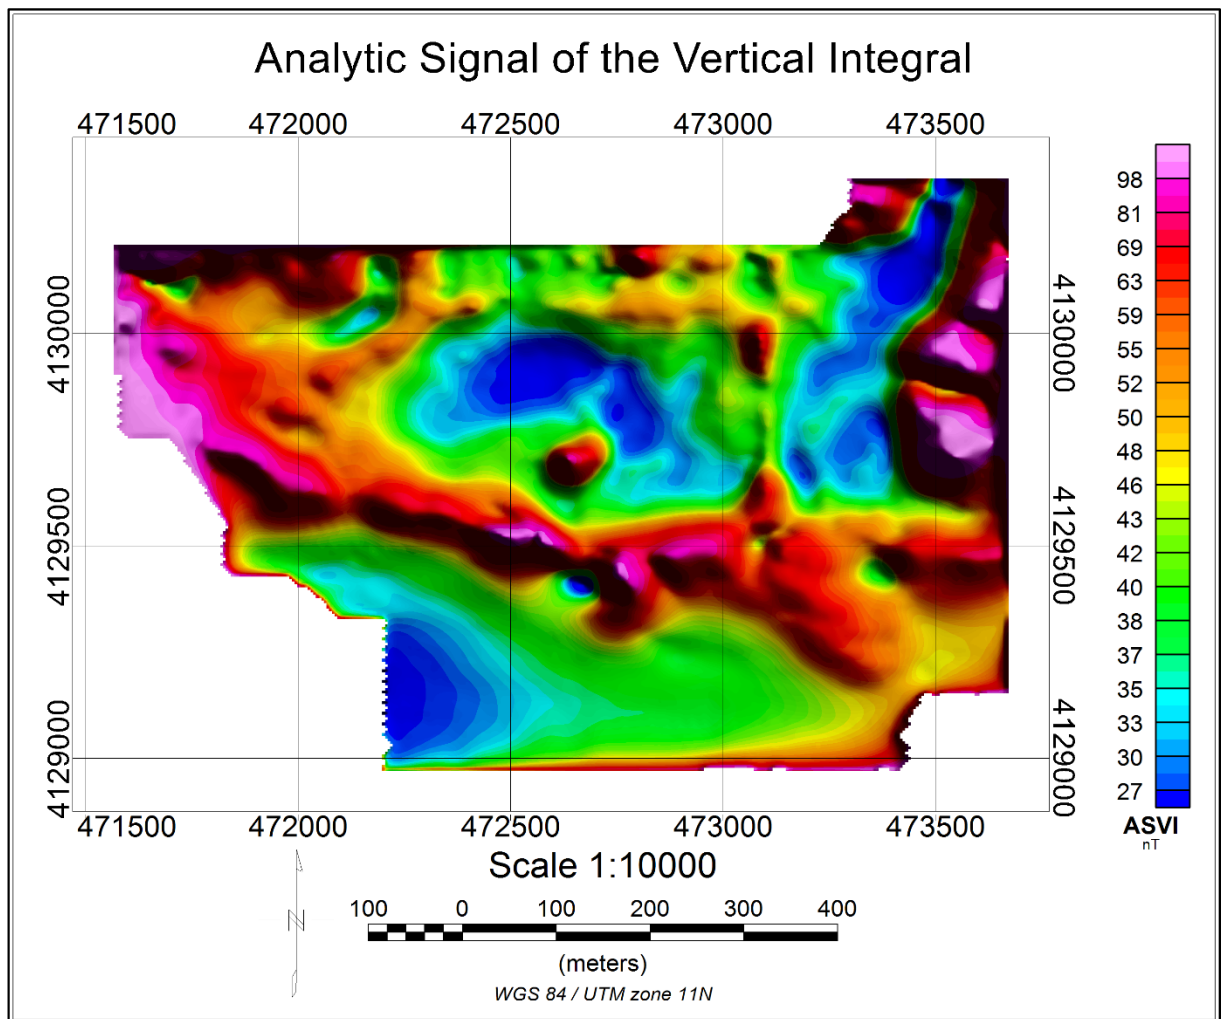 Analytic Signal of the Vertical Integral
471500 472000 472500 473000 473500
98
81
69
63
59
55
52
50
48
46
43
42
40
38
37
35
33
30
27
ASVI
nT
4130000 4130000
4129500 4129500
4129000 4129000
471500 472000 472500 473000 473500
Scale 1:10000
N
100 0 100 200 300 400
(meters)
WGS 84 / UTM zone 11N